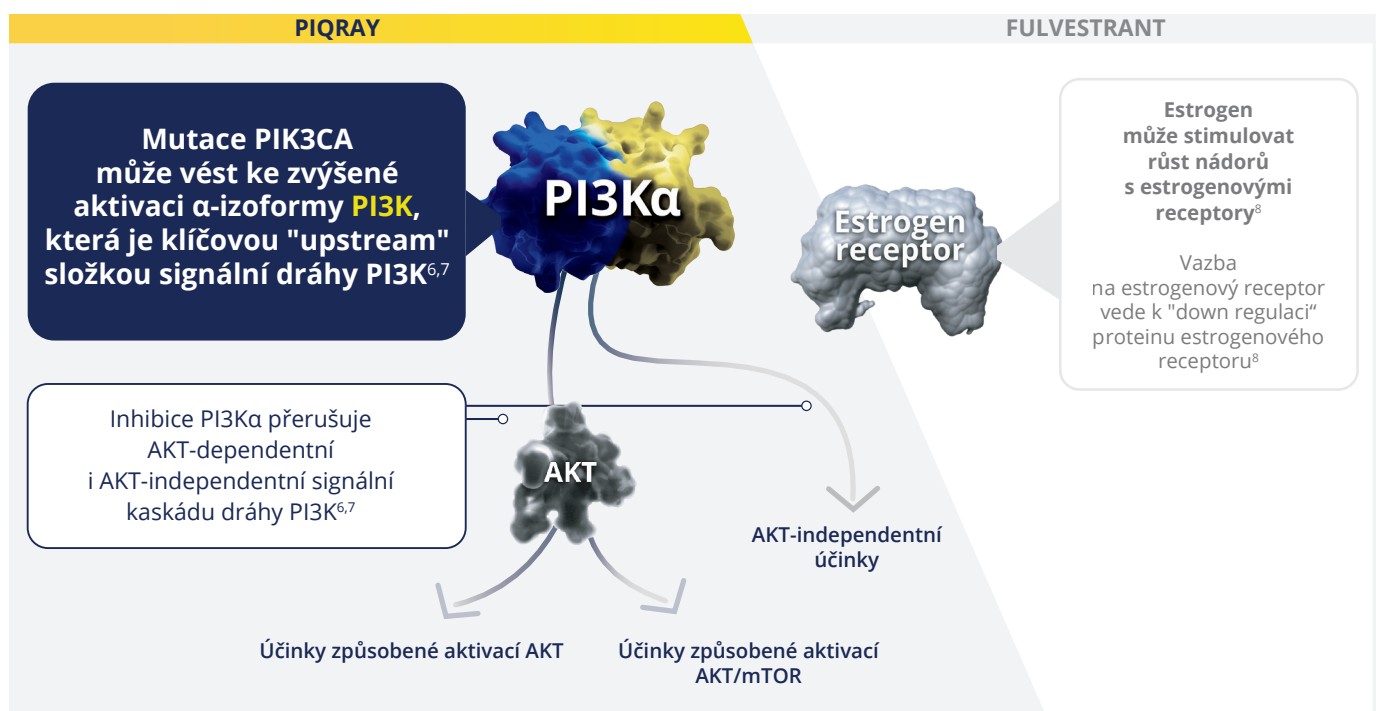 PIQRAY
FULVESTRANT
Mutace PIK3CA
může vést ke zvýšené
aktivaci α-izoformy PI3K,
která je klíčovou "upstream"
složkou signální dráhy PI3K⁶,⁷
PI3Kα
Estrogen
receptor
Estrogen
může stimulovat
růst nádorů
s estrogenovými
receptory⁸
Vazba
na estrogenový receptor
vede k "down regulaci“
proteinu estrogenového
receptoru⁸
Inhibice PI3Kα přerušuje
AKT-dependentní
i AKT-independentní signální
kaskádu dráhy PI3K⁶,⁷
AKT
AKT-independentní
účinky
Účinky způsobené aktivací AKT
Účinky způsobené aktivací
AKT/mTOR